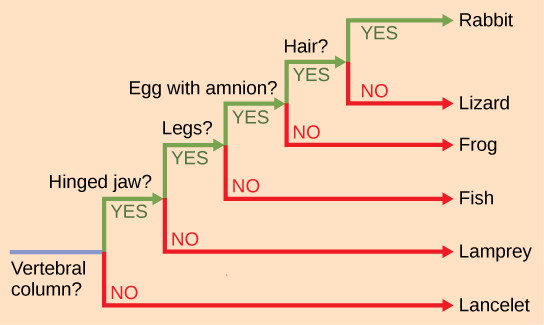 Rabbit
YES
Hair?
YES
NO
Lizard
Egg with amnion?
YES
NO
Frog
Legs?
YES
NO
Fish
Hinged jaw?
YES
NO
Lamprey
Vertebral
column?
NO
Lancelet